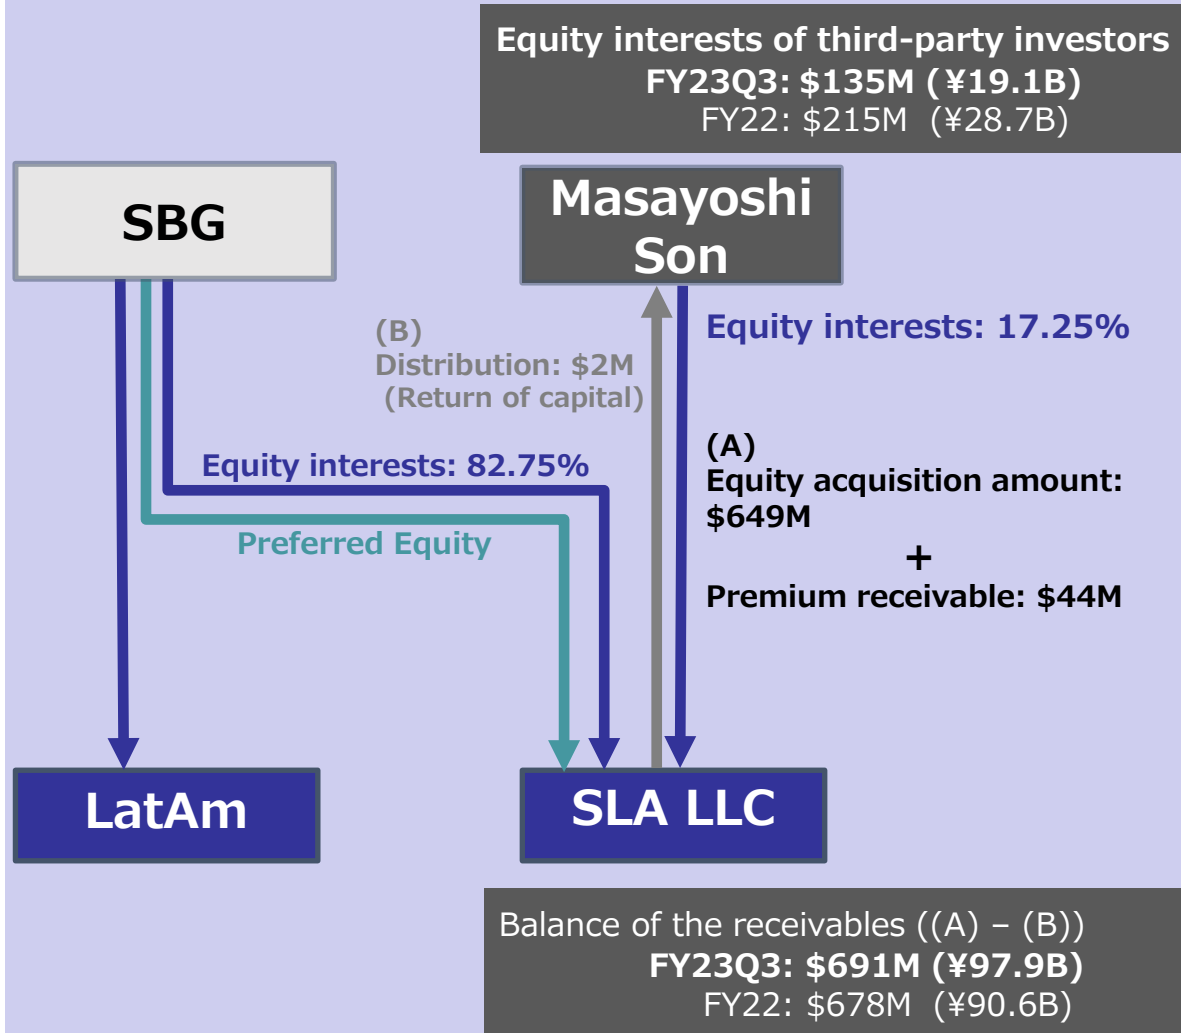 Equity interests of third-party investors
FY23Q3: $135M (¥19.1B)
FY22: $215M (¥28.7B)
SBG
Masayoshi
Son
(B)
Distribution: $2M
(Return of capital)
Equity interests: 17.25%
Equity interests: 82.75%
Preferred Equity
(A)
Equity acquisition amount:
$649M
+
Premium receivable: $44M
LatAm
SLA LLC
Balance of the receivables ((A) – (B))
FY23Q3: $691M (¥97.9B)
FY22: $678M (¥90.6B)